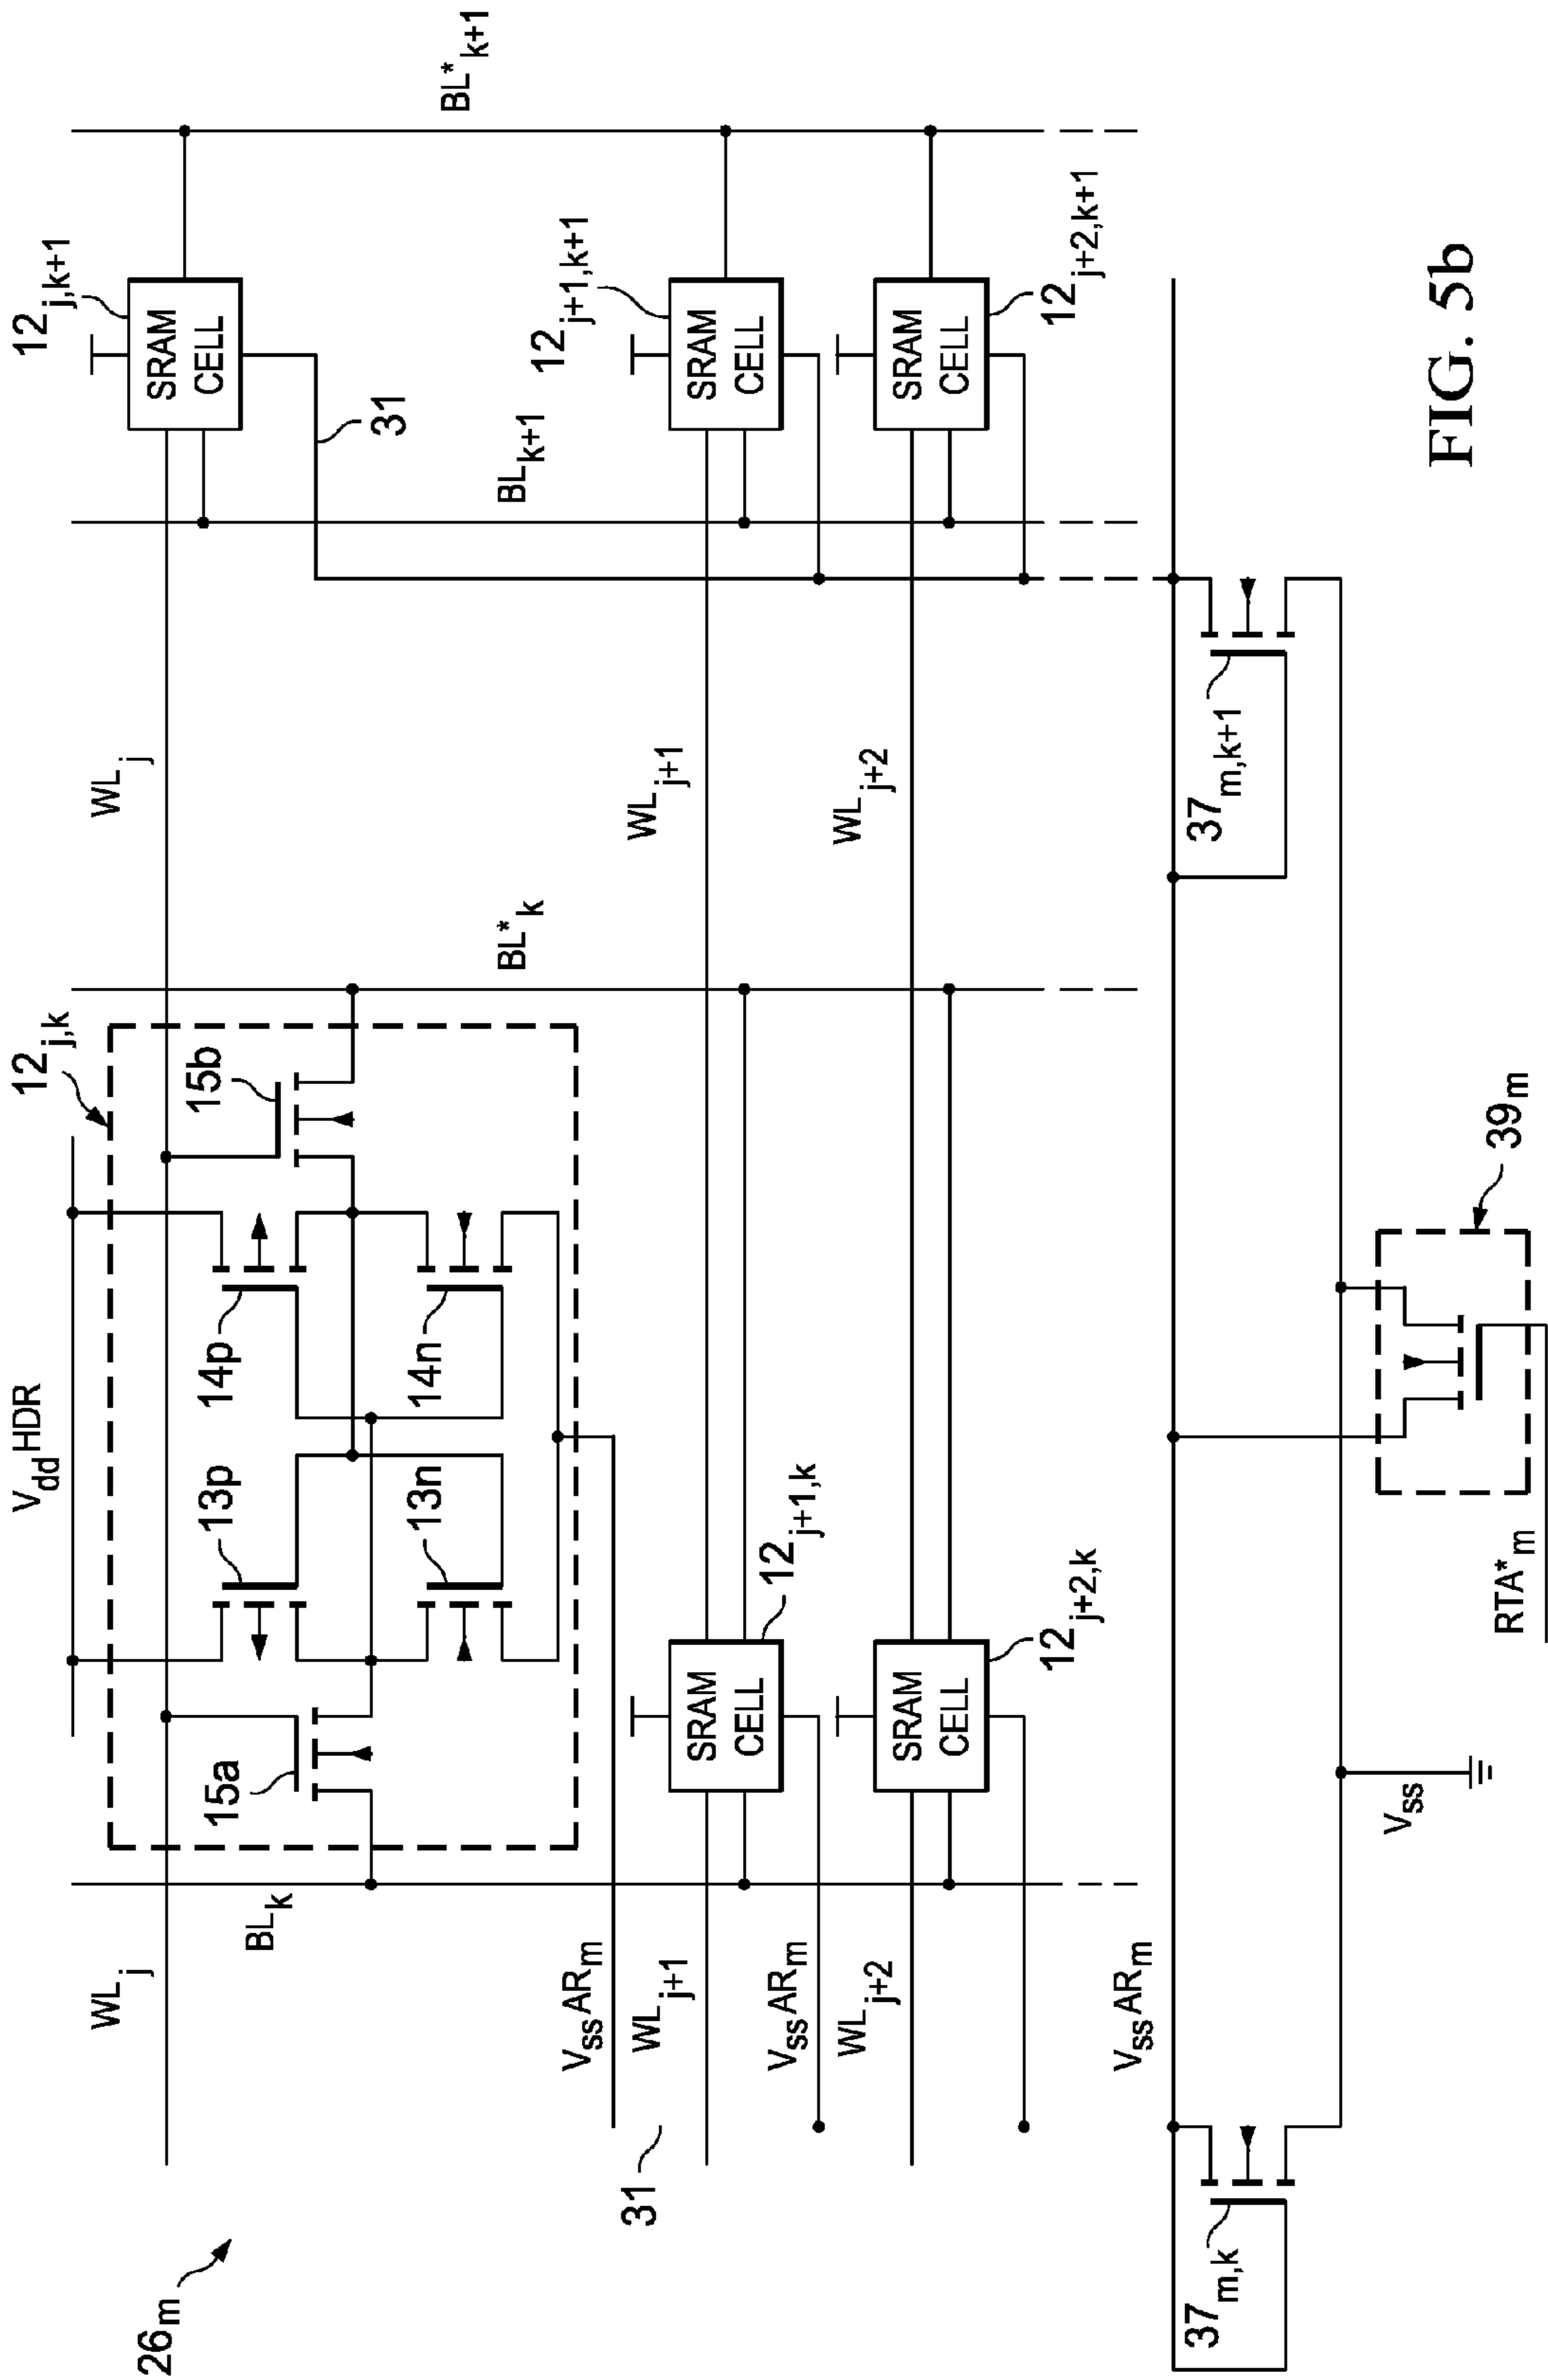 26m
WLj
WLj
VddHDR
12j,k
12j,k+1
BLk
15a
13p
14p
15b
13n
14n
BL*k
BLk+1
BL*k+1
31
SRAM
CELL
VssARm
31
WLj+1
WLj+1
SRAM
CELL
12j+1,k
12j+1,k+1
SRAM
CELL
VssARm
WLj+2
WLj+2
SRAM
CELL
12j+2,k
SRAM
CELL
12j+2,k+1
VssARm
37m,k
37m,k+1
Vss
39m
RTA*m
FIG. 5b